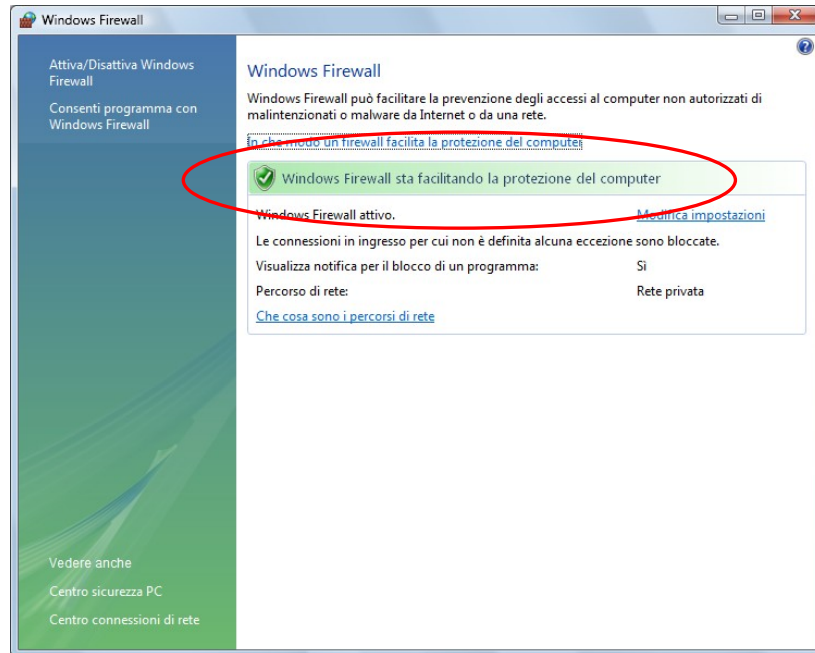 Windows Firewall
Attiva/Disattiva Windows
Firewall
Consenti programma con
Windows Firewall
Windows Firewall
Windows Firewall può facilitare la prevenzione degli accessi al computer non autorizzati di
malintenzionati o malware da Internet o da una rete.
In che modo un firewall facilita la protezione del computer
Windows Firewall sta facilitando la protezione del computer
Windows Firewall attivo. Modifica impostazioni
Le connessioni in ingresso per cui non è definita alcuna eccezione sono bloccate.
Visualizza notifica per il blocco di un programma: Sì
Percorso di rete: Rete privata
Che cosa sono i percorsi di rete
Vedere anche
Centro sicurezza PC
Centro connessioni di rete